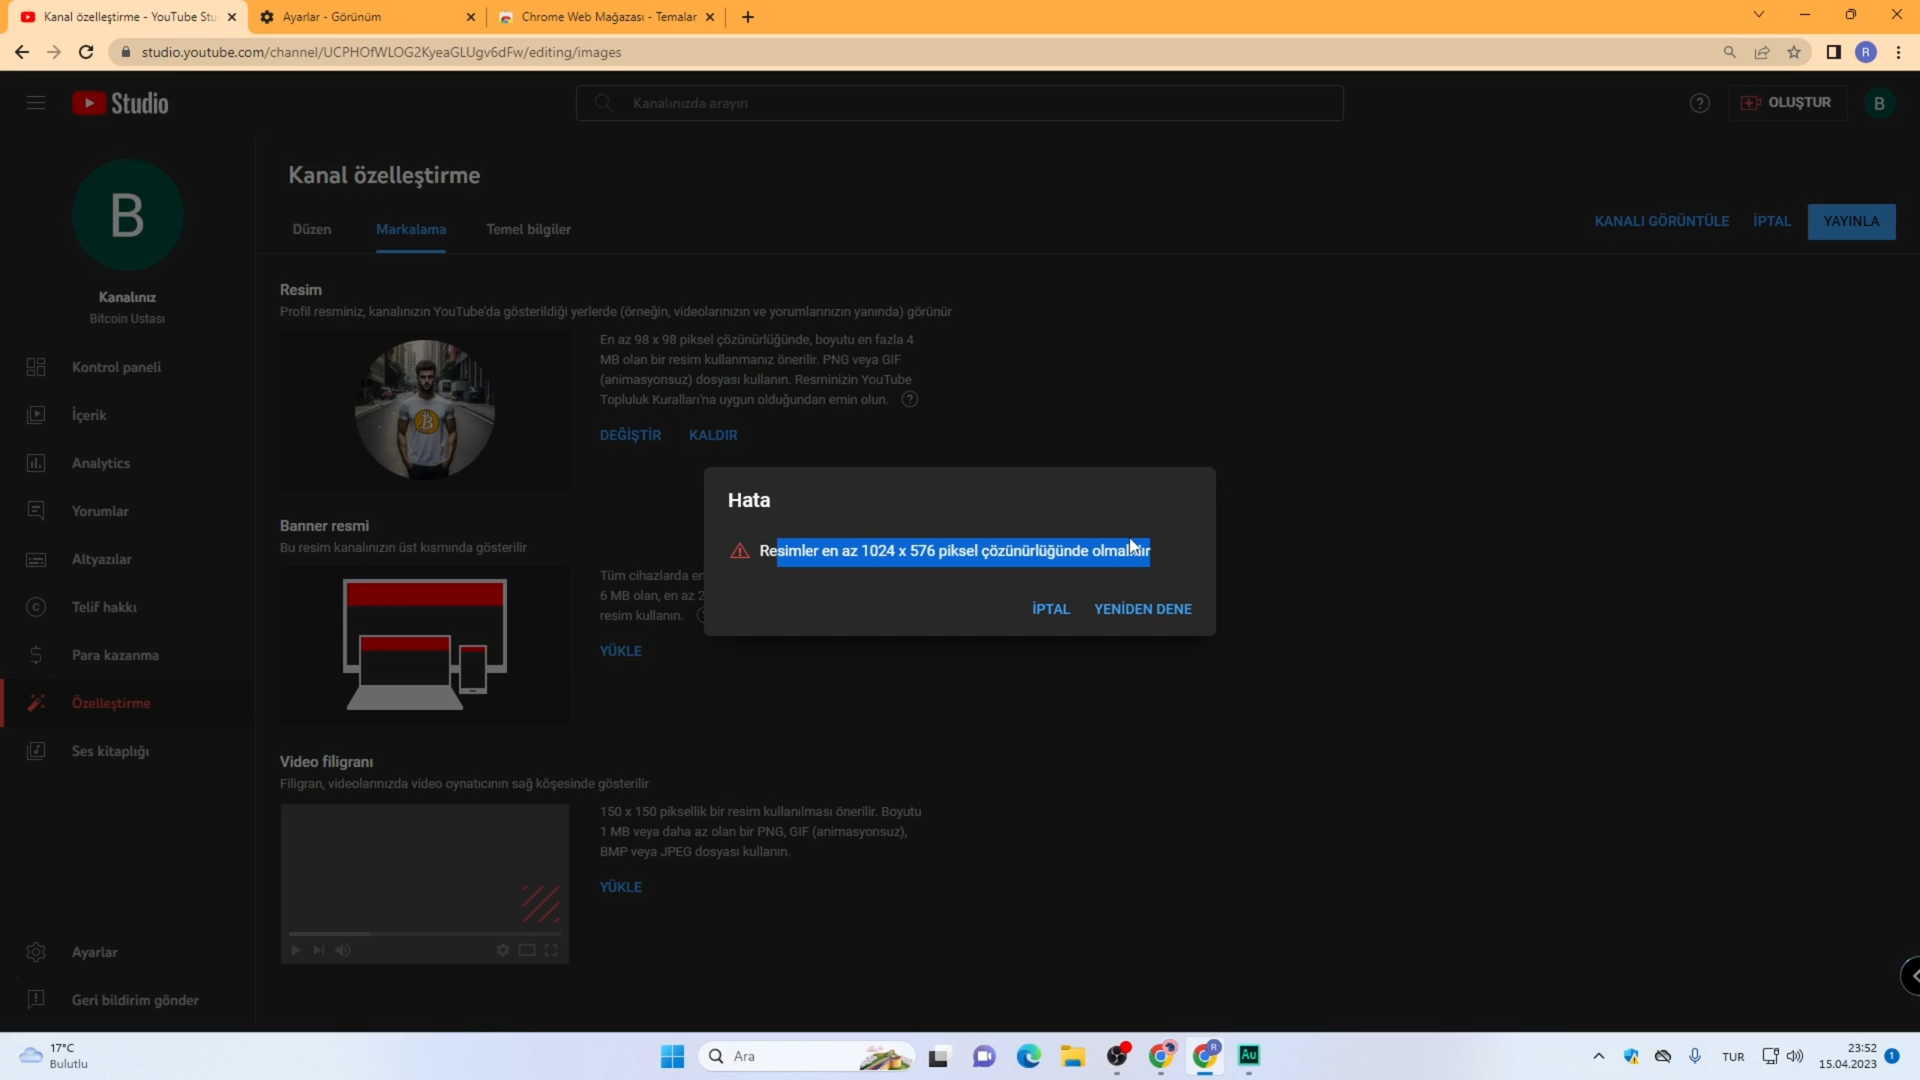 Kanal özelleştirme - YouTube Stu
Ayarlar - Görünüm
Chrome Web Mağazası - Temalar
studio.youtube.com/channel/UCPHOfWLOG2KyeaGLUgv6dFw/editing/images
R
Studio
Kanalınızda arayın
OLUŞTUR
B
B
Kanalınız
Bitcoin Ustası
Kontrol paneli
İçerik
Analytics
Yorumlar
Altyazılar
Telif hakkı
Para kazanma
Özelleştirme
Ses kitaplığı
Ayarlar
Geri bildirim gönder
Kanal özelleştirme
Düzen
Markalama
Temel bilgiler
KANALI GÖRÜNTÜLE
İPTAL
YAYINLA
Resim
Profil resminiz, kanalınızın YouTube'da gösterildiği yerlerde (örneğin, videolarınızın ve yorumlarınızın yanında) görünür
En az 98 x 98 piksel çözünürlüğünde, boyutu en fazla 4
MB olan bir resim kullanmanız önerilir. PNG veya GIF
(animasyonsuz) dosyası kullanın. Resminizin YouTube
Topluluk Kuralları'na uygun olduğundan emin olun.
DEĞİŞTİR
KALDIR
Banner resmi
Bu resim kanalınızın üst kısmında gösterilir
Tüm cihazlarda en
6 MB olan, en az 2
resim kullanın.
YÜKLE
Hata
Resimler en az 1024 x 576 piksel çözünürlüğünde olmalıdır
İPTAL
YENİDEN DENE
Video filigranı
Filigran, videolarınızda video oynatıcının sağ köşesinde gösterilir
150 x 150 piksellik bir resim kullanılması önerilir. Boyutu
1 MB veya daha az olan bir PNG, GIF (animasyonsuz),
BMP veya JPEG dosyası kullanın.
YÜKLE
17°C
Bulutlu
Ara
R
Au
TUR
23:52
15.04.2023
1